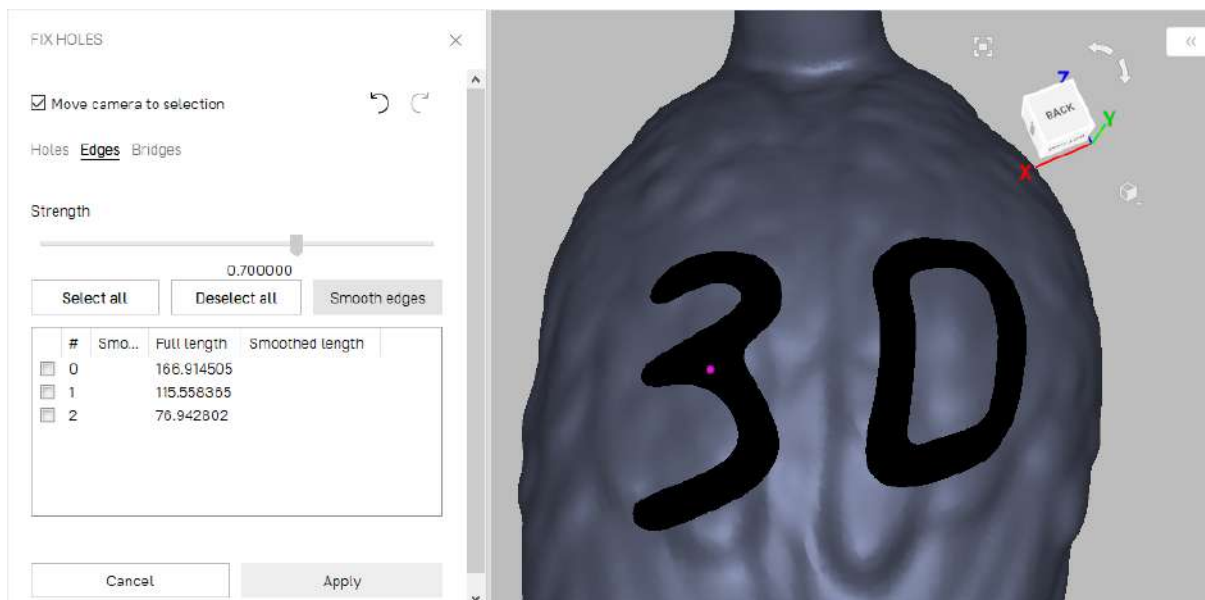 FIX HOLES
Move camera to selection
Holes Edges Bridges
Strength
0.700000
Select all Deselect all Smooth edges
# Smo... Full length Smoothed length
0 166.914505
1 115.558365
2 76.942802
Cancel Apply
BACK
Z
Y
X
3D